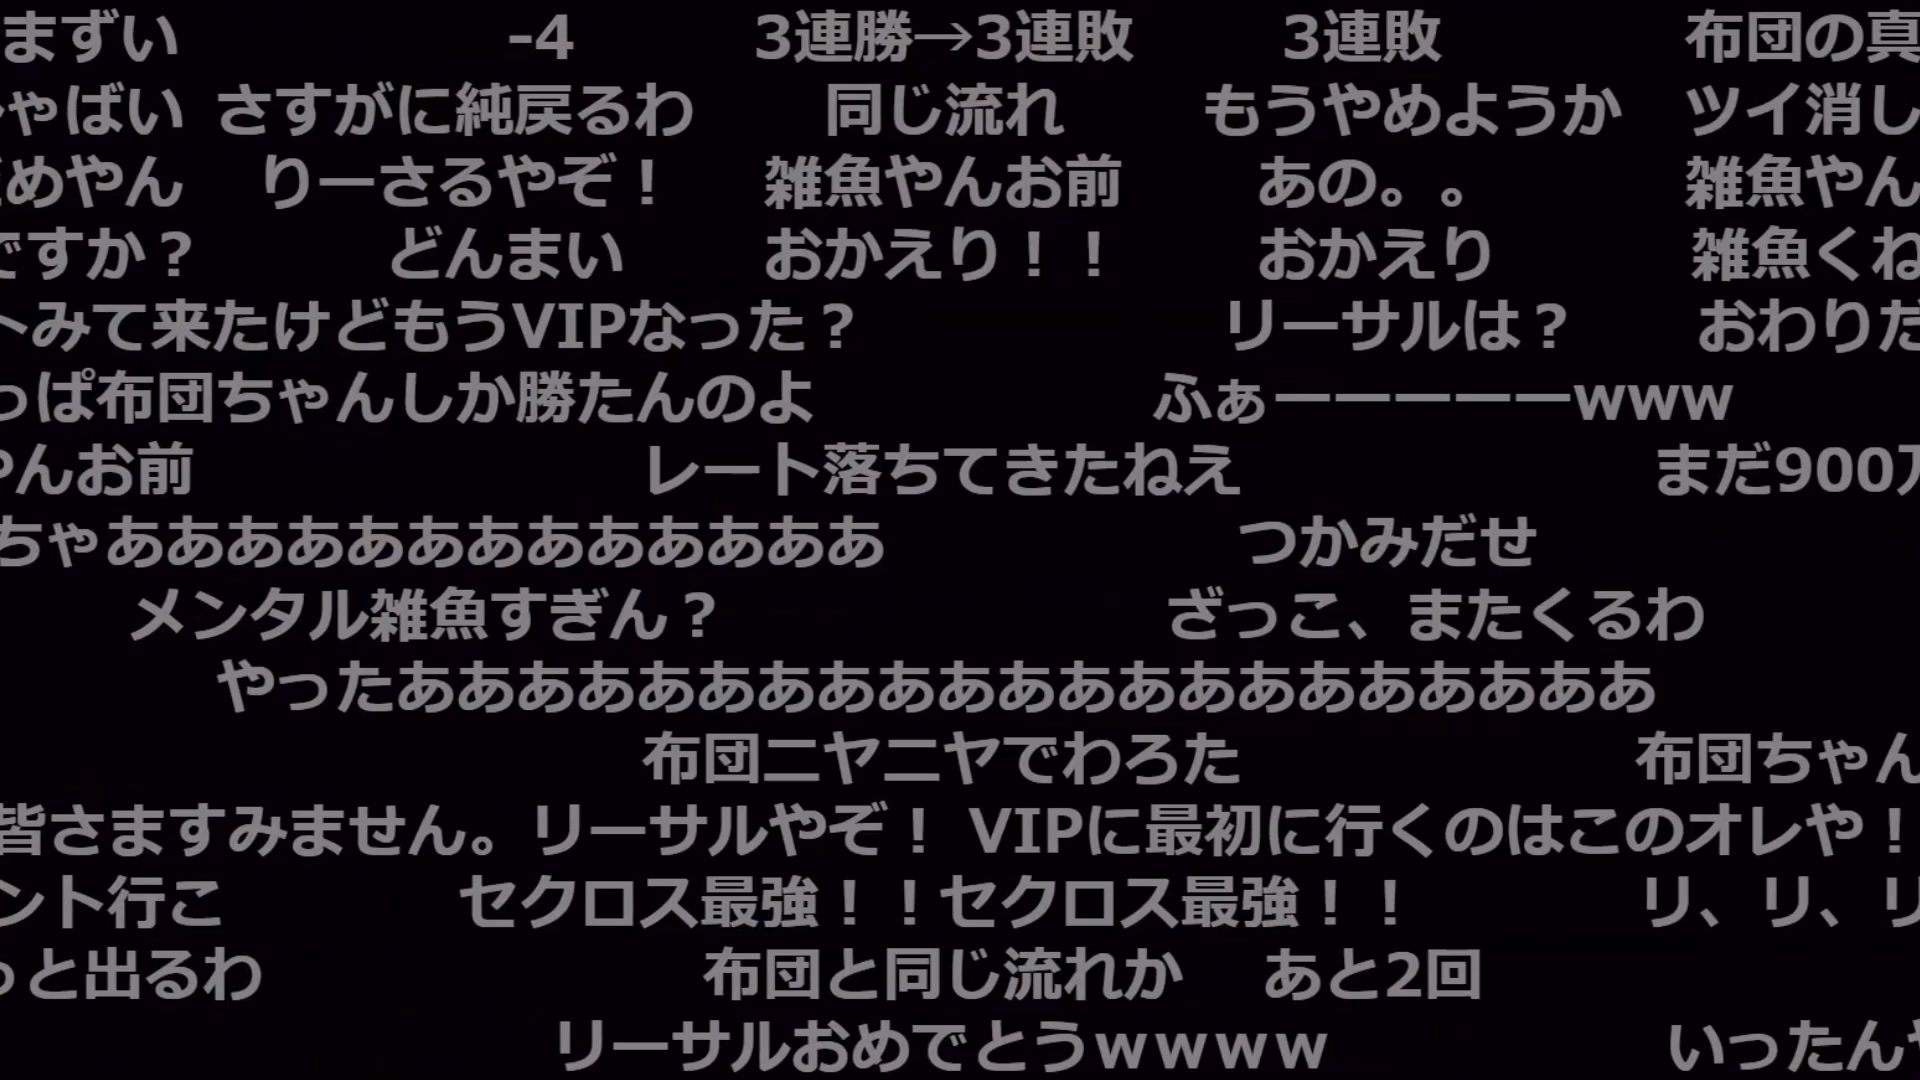 まずい -4 3連勝→3連敗 3連敗 布団の真
ゃばい さすがに純戻るわ 同じ流れ もうやめようか ツイ消し
めやん りーさるやぞ！ 雑魚やんお前 あの。。 雑魚やん
ですか？ どんまい おかえり！！ おかえり 雑魚くね
トみて来たけどもうVIPなった？ リーサルは？ おわりだ
っぱ布団ちゃんしか勝たんのよ ふぁーーーーーwww
やんお前 レート落ちてきたねえ まだ900万
ちゃあああああああああああああ つかみだせ
メンタル雑魚すぎん？ ざっこ、またくるわ
やったあああああああああああああああああああああ
布団ニヤニヤでわろた 布団ちゃん
皆さますみません。リーサルやぞ！ VIPに最初に行くのはこのオレや！
ント行こ セクロス最強！！セクロス最強！！ リ、リ、リ
っと出るわ 布団と同じ流れか あと2回
リーサルおめでとうｗｗｗｗ いったんや